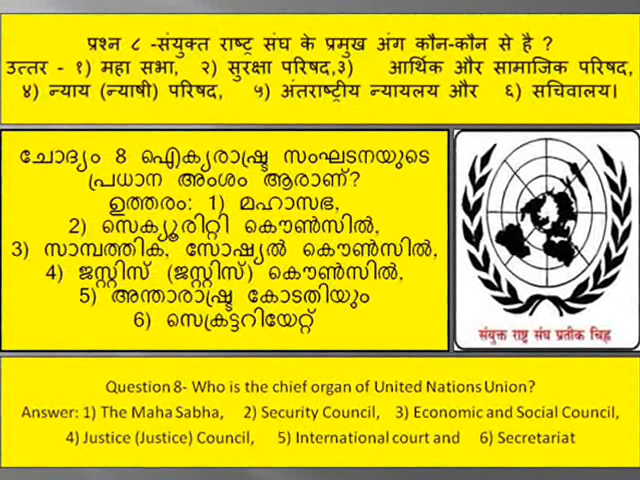 प्रश्न ८ -संयुक्त राष्ट्र संघ के प्रमुख अंग कौन-कौन से है ?
उत्तर - १) महा सभा, २) सुरक्षा परिषद,३) आर्थिक और सामाजिक परिषद,
४) न्याय (न्याषी) परिषद, ५) अंतराष्ट्रीय न्यायलय और ६) सचिवालय।
ചോദ്യം 8 ഐക്യരാഷ്ട്ര സംഘടനയുടെ
പ്രധാന അംശം ആരാണ്?
ഉത്തരം: 1) മഹാസഭ,
2) സെക്യൂരിറ്റി കൌൺസിൽ,
3) സാമ്പത്തിക, സോഷ്യൽ കൌൺസിൽ,
4) ജസ്റ്റിസ് (ജസ്റ്റിസ്) കൌൺസിൽ,
5) അന്താരാഷ്ട്ര കോടതിയും
6) സെക്രട്ടറിയേറ്റ്
संयुक्त राष्ट्र संघ प्रतीक चिह्न
Question 8- Who is the chief organ of United Nations Union?
Answer: 1) The Maha Sabha, 2) Security Council, 3) Economic and Social Council,
4) Justice (Justice) Council, 5) International court and 6) Secretariat